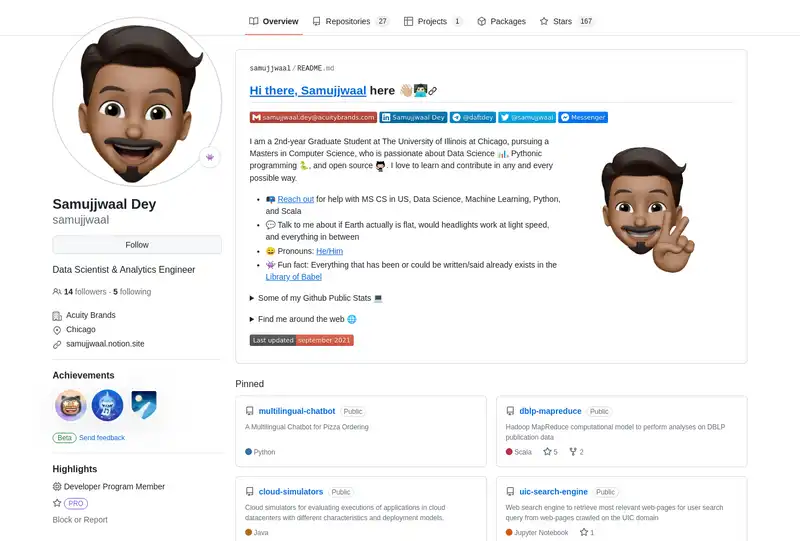 Overview
Repositories 27
Projects 1
Packages
Stars 167
Samujjwaal Dey
samujjwaal
Follow
Data Scientist & Analytics Engineer
14 followers · 5 following
Acuity Brands
Chicago
samujjwaal.notion.site
Achievements
Beta Send feedback
Highlights
Developer Program Member
PRO
Block or Report
samujjwaal/README.md
Hi there, Samujjwaal here
samujjwaal.dey@acuitybrands.com
Samujjwaal Dey
@daftdey
@samujjwaal
Messenger
I am a 2nd-year Graduate Student at The University of Illinois at Chicago, pursuing a
Masters in Computer Science, who is passionate about Data Science 📊, Pythonic
programming 🐍, and open source. I love to learn and contribute in any and every
possible way.
Reach out for help with MS CS in US, Data Science, Machine Learning, Python,
and Scala
Talk to me about if Earth actually is flat, would headlights work at light speed,
and everything in between
Pronouns: He/Him
Fun fact: Everything that has been or could be written/said already exists in the
Library of Babel
Some of my Github Public Stats
Find me around the web
Last updated september 2021
Pinned
multilingual-chatbot Public
A Multilingual Chatbot for Pizza Ordering
Python
dblp-mapreduce Public
Hadoop MapReduce computational model to perform analyses on DBLP
publication data
Scala 5 2
cloud-simulators Public
Cloud simulators for evaluating executions of applications in cloud
datacenters with different characteristics and deployment models.
Java
uic-search-engine Public
Web search engine to retrieve most relevant web-pages for user search
query from web-pages crawled on the UIC domain
Jupyter Notebook 1